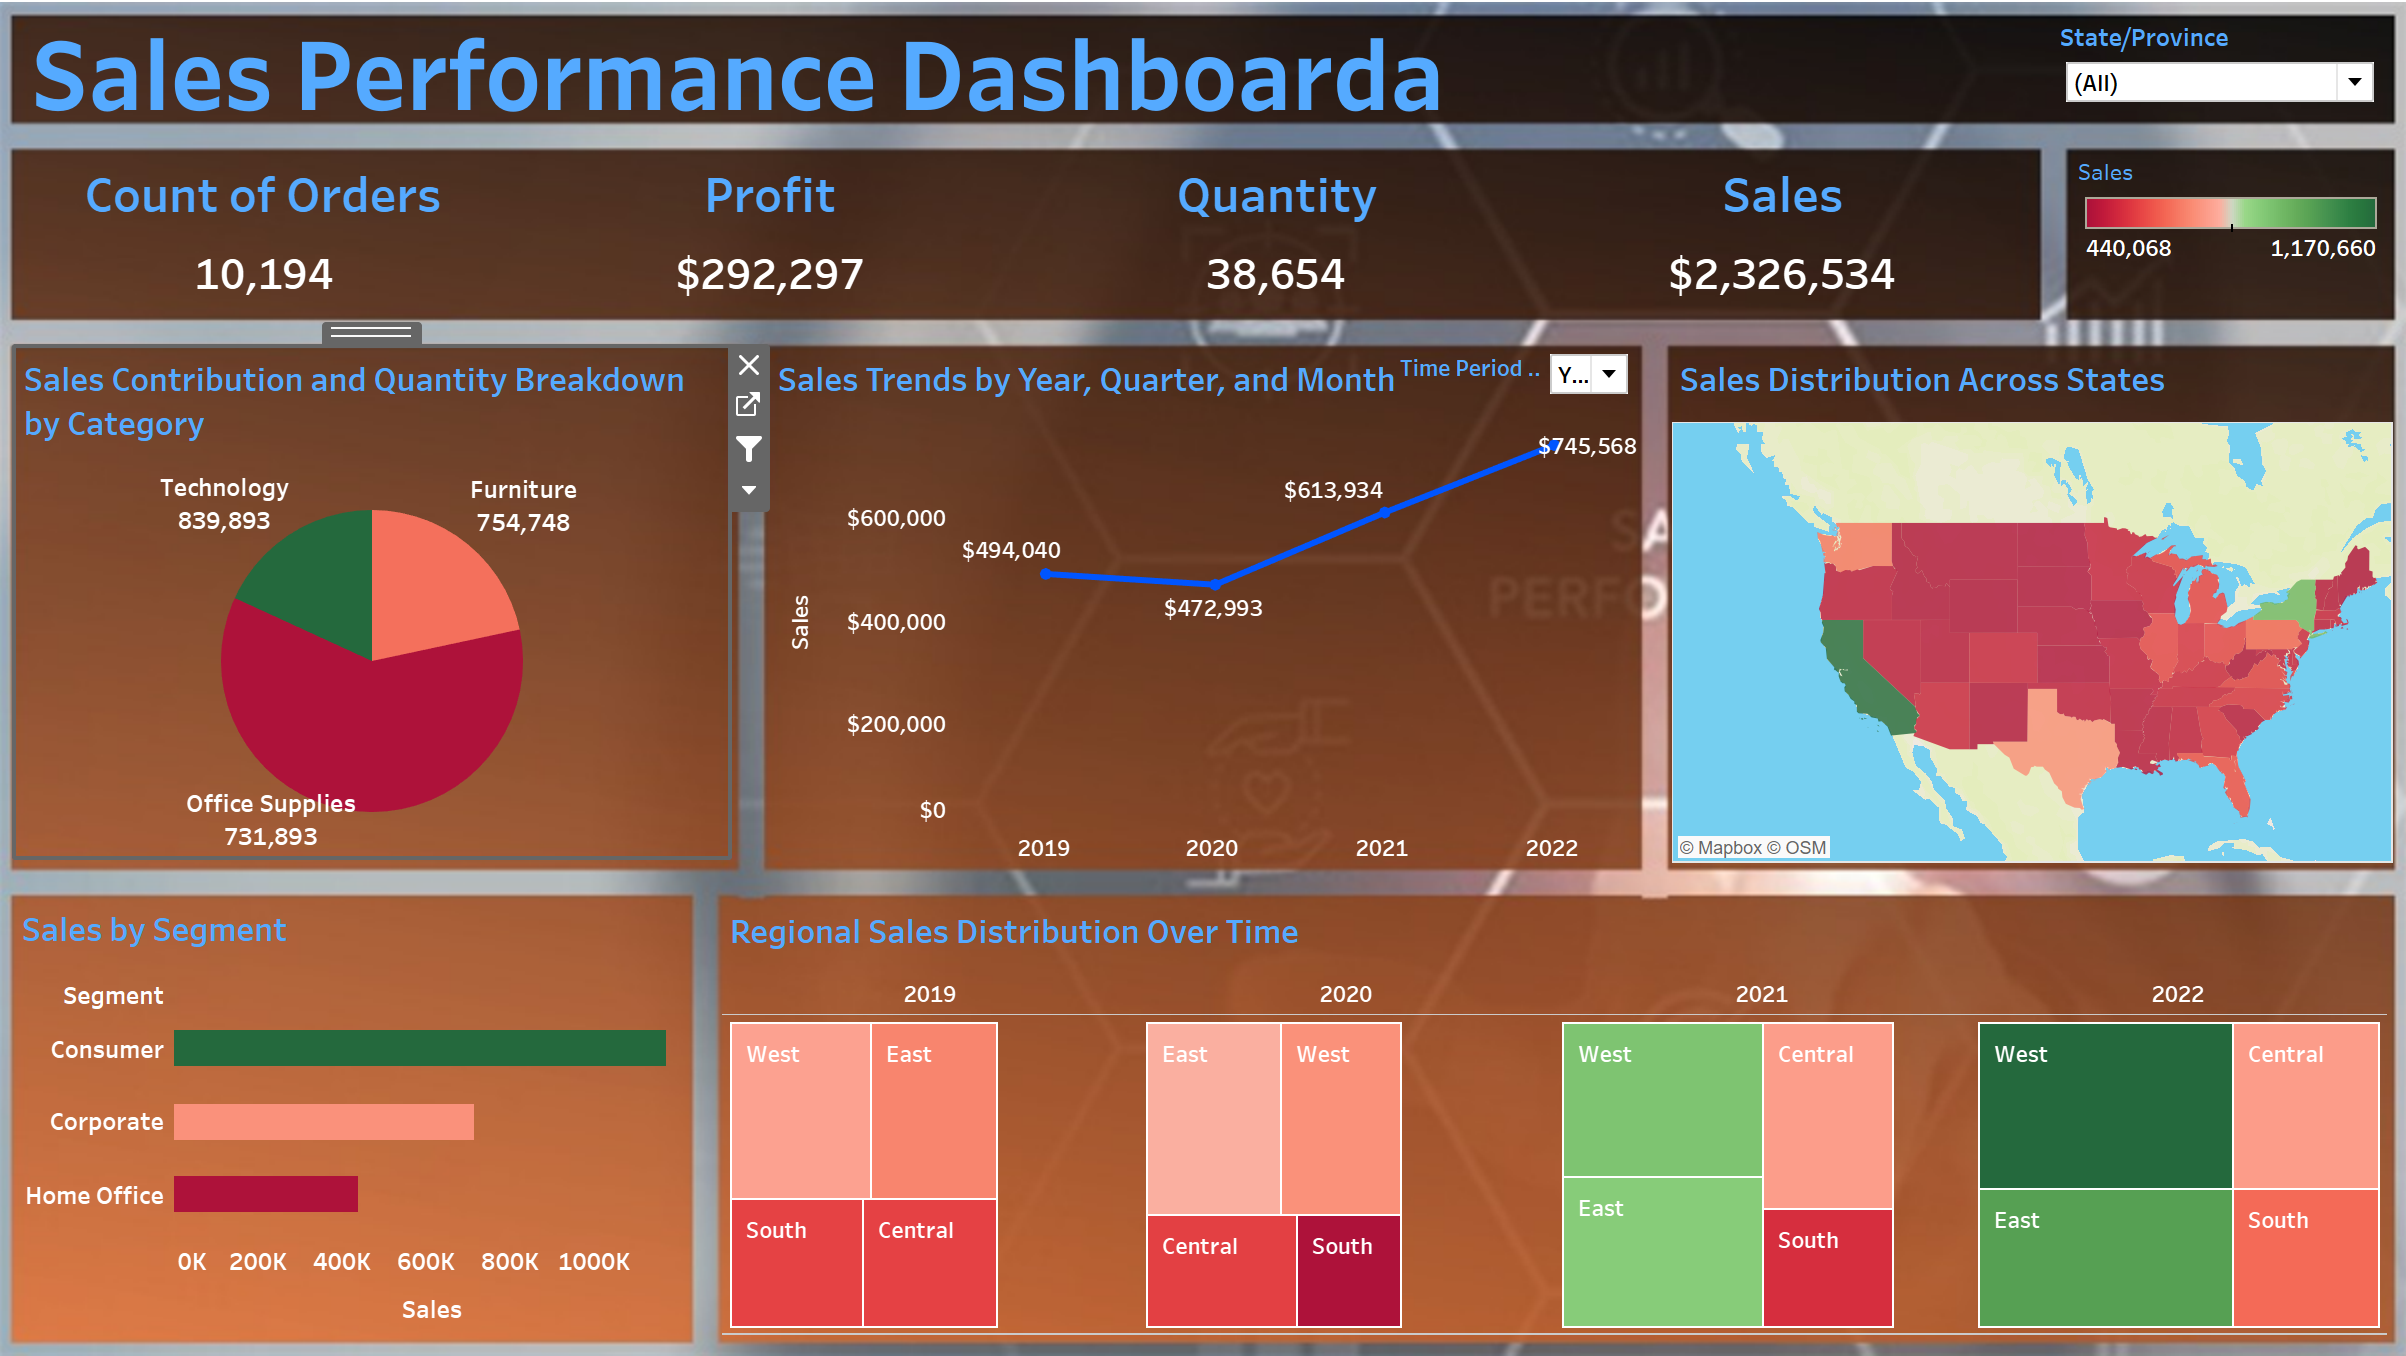 Sales Performance Dashboarda
State/Province
(All)
Count of Orders
Profit
Quantity
Sales
10,194
$292,297
38,654
$2,326,534
Sales
440,068
1,170,660
Sales Contribution and Quantity Breakdown
by Category
Technology
839,893
Furniture
754,748
Office Supplies
731,893
Sales Trends by Year, Quarter, and Month
Time Period ..
Y...
$745,568
$613,934
$600,000
$494,040
$472,993
$400,000
Sales
$200,000
$0
2019
2020
2021
2022
SA
PERFO
Sales Distribution Across States
© Mapbox © OSM
Sales by Segment
Segment
Consumer
Corporate
Home Office
0K
200K
400K
600K
800K
1000K
Sales
Regional Sales Distribution Over Time
2019
2020
2021
2022
West
East
South
Central
East
West
Central
South
West
Central
East
South
West
Central
East
South